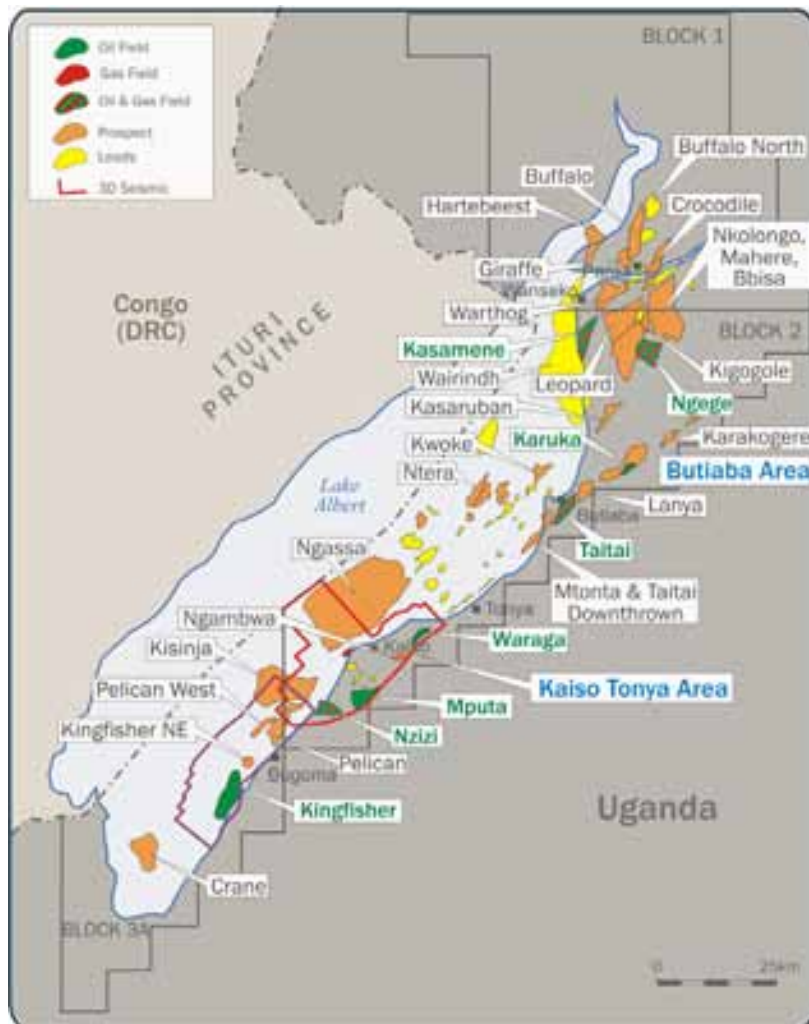 BLOCK 1
Oil Field
Gas Field
Oil & Gas Field
Prospect
Leads
3D Seismic
Buffalo North
Buffalo
Crocodile
Hartebeest
Nkolongo,
Mahere,
Bbisa
Giraffe
Wanseko
Warthog
Congo
(DRC)
ITURI
PROVINCE
BLOCK 2
Kasamene
Kigogole
Wairindh
Leopard
Ngege
Kasaruban
Karuka
Karakogere
Kwoke
Butiaba Area
Ntera
Lake
Albert
Lanya
Butiaba
Taitai
Ngassa
Mtonta & Taitai
Downthrown
Tonya
Ngambwa
Waraga
Kaiso
Kisinja
Kaiso Tonya Area
Pelican West
Mputa
Kingfisher NE
Nzizi
Pelican
Bugoma
Kingfisher
Uganda
Crane
BLOCK 3A
0
25km